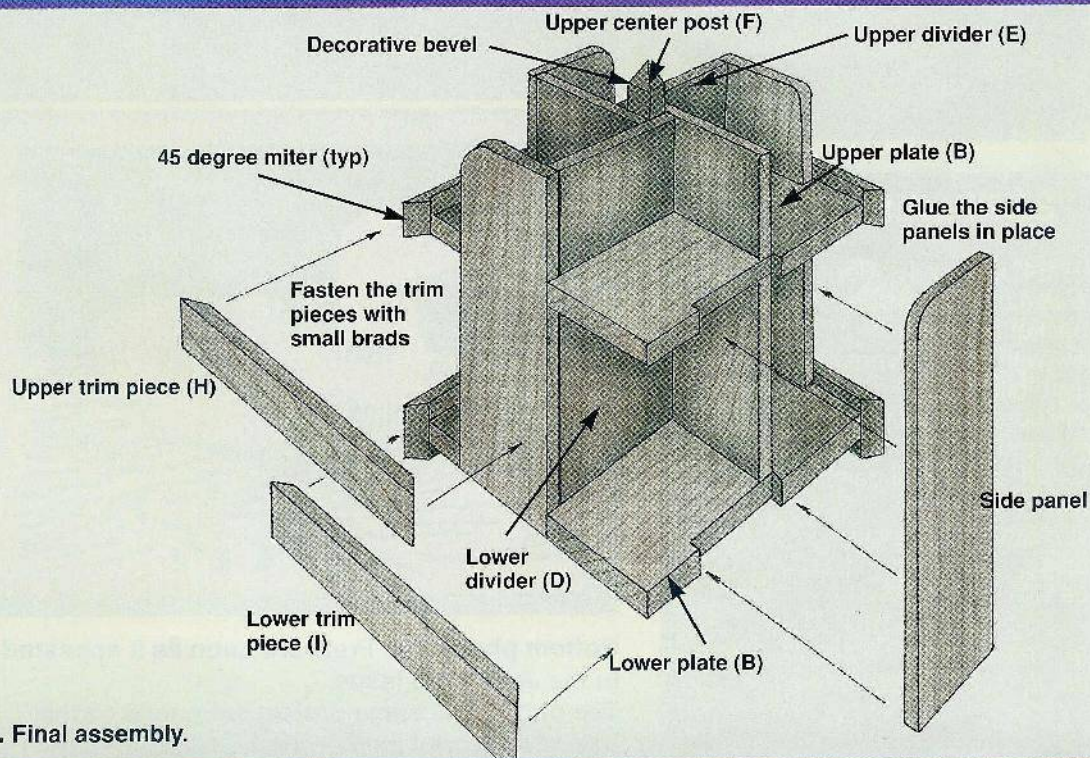 Upper center post (F)
Decorative bevel
Upper divider (E)
45 degree miter (typ)
Upper plate (B)
Glue the side
panels in place
Fasten the trim
pieces with
small brads
Upper trim piece (H)
Side panel
Lower
divider (D)
Lower trim
piece (I)
Lower plate (B)
. Final assembly.